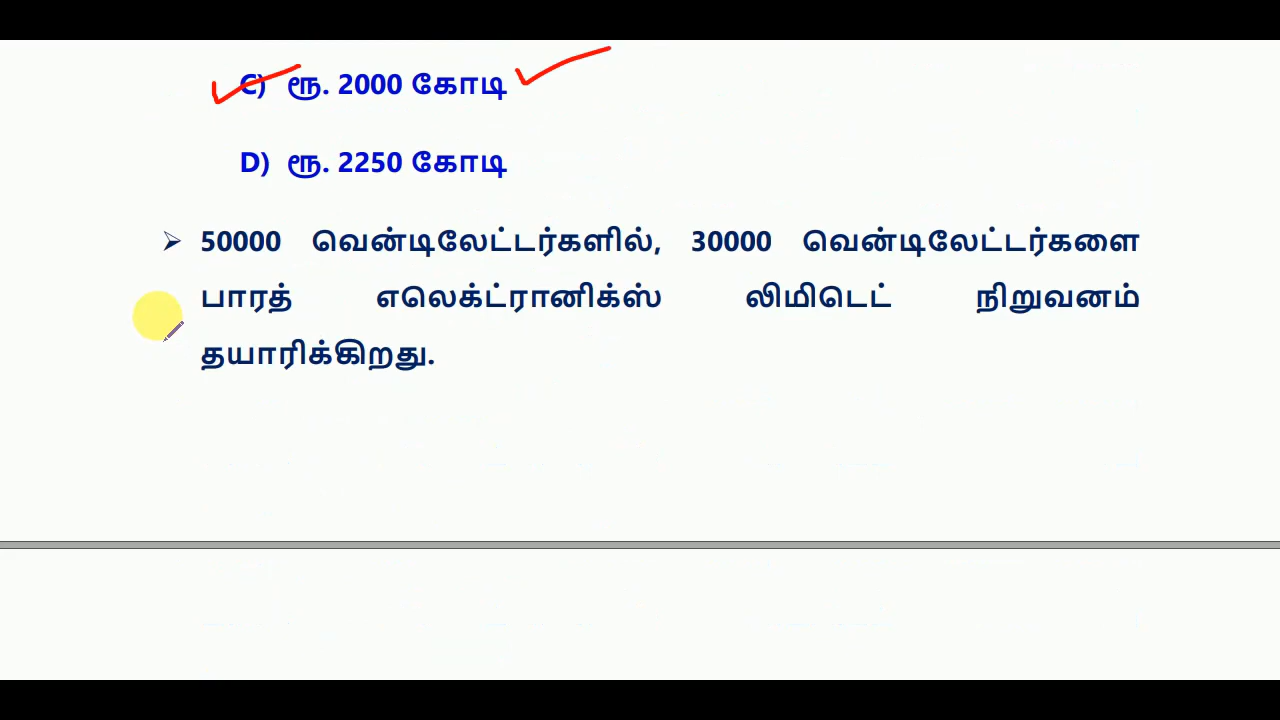 C) ரூ. 2000 கோடி
D) ரூ. 2250 கோடி
➢ 50000 வென்டிலேட்டர்களில், 30000 வென்டிலேட்டர்களை
பாரத் எலெக்ட்ரானிக்ஸ் லிமிடெட் நிறுவனம்
தயாரிக்கிறது.